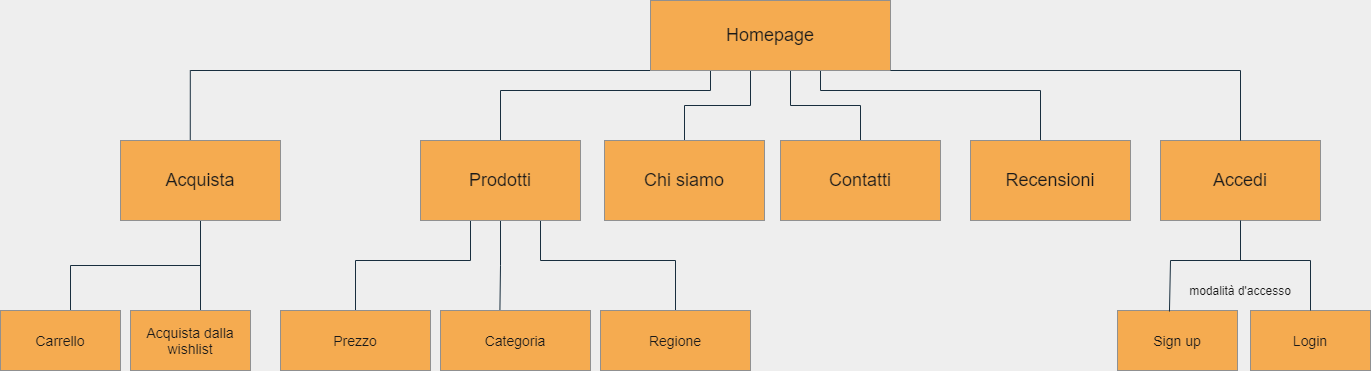 Homepage
Acquista
Prodotti
Chi siamo
Contatti
Recensioni
Accedi
modalità d'accesso
Carrello
Acquista dalla
wishlist
Prezzo
Categoria
Regione
Sign up
Login